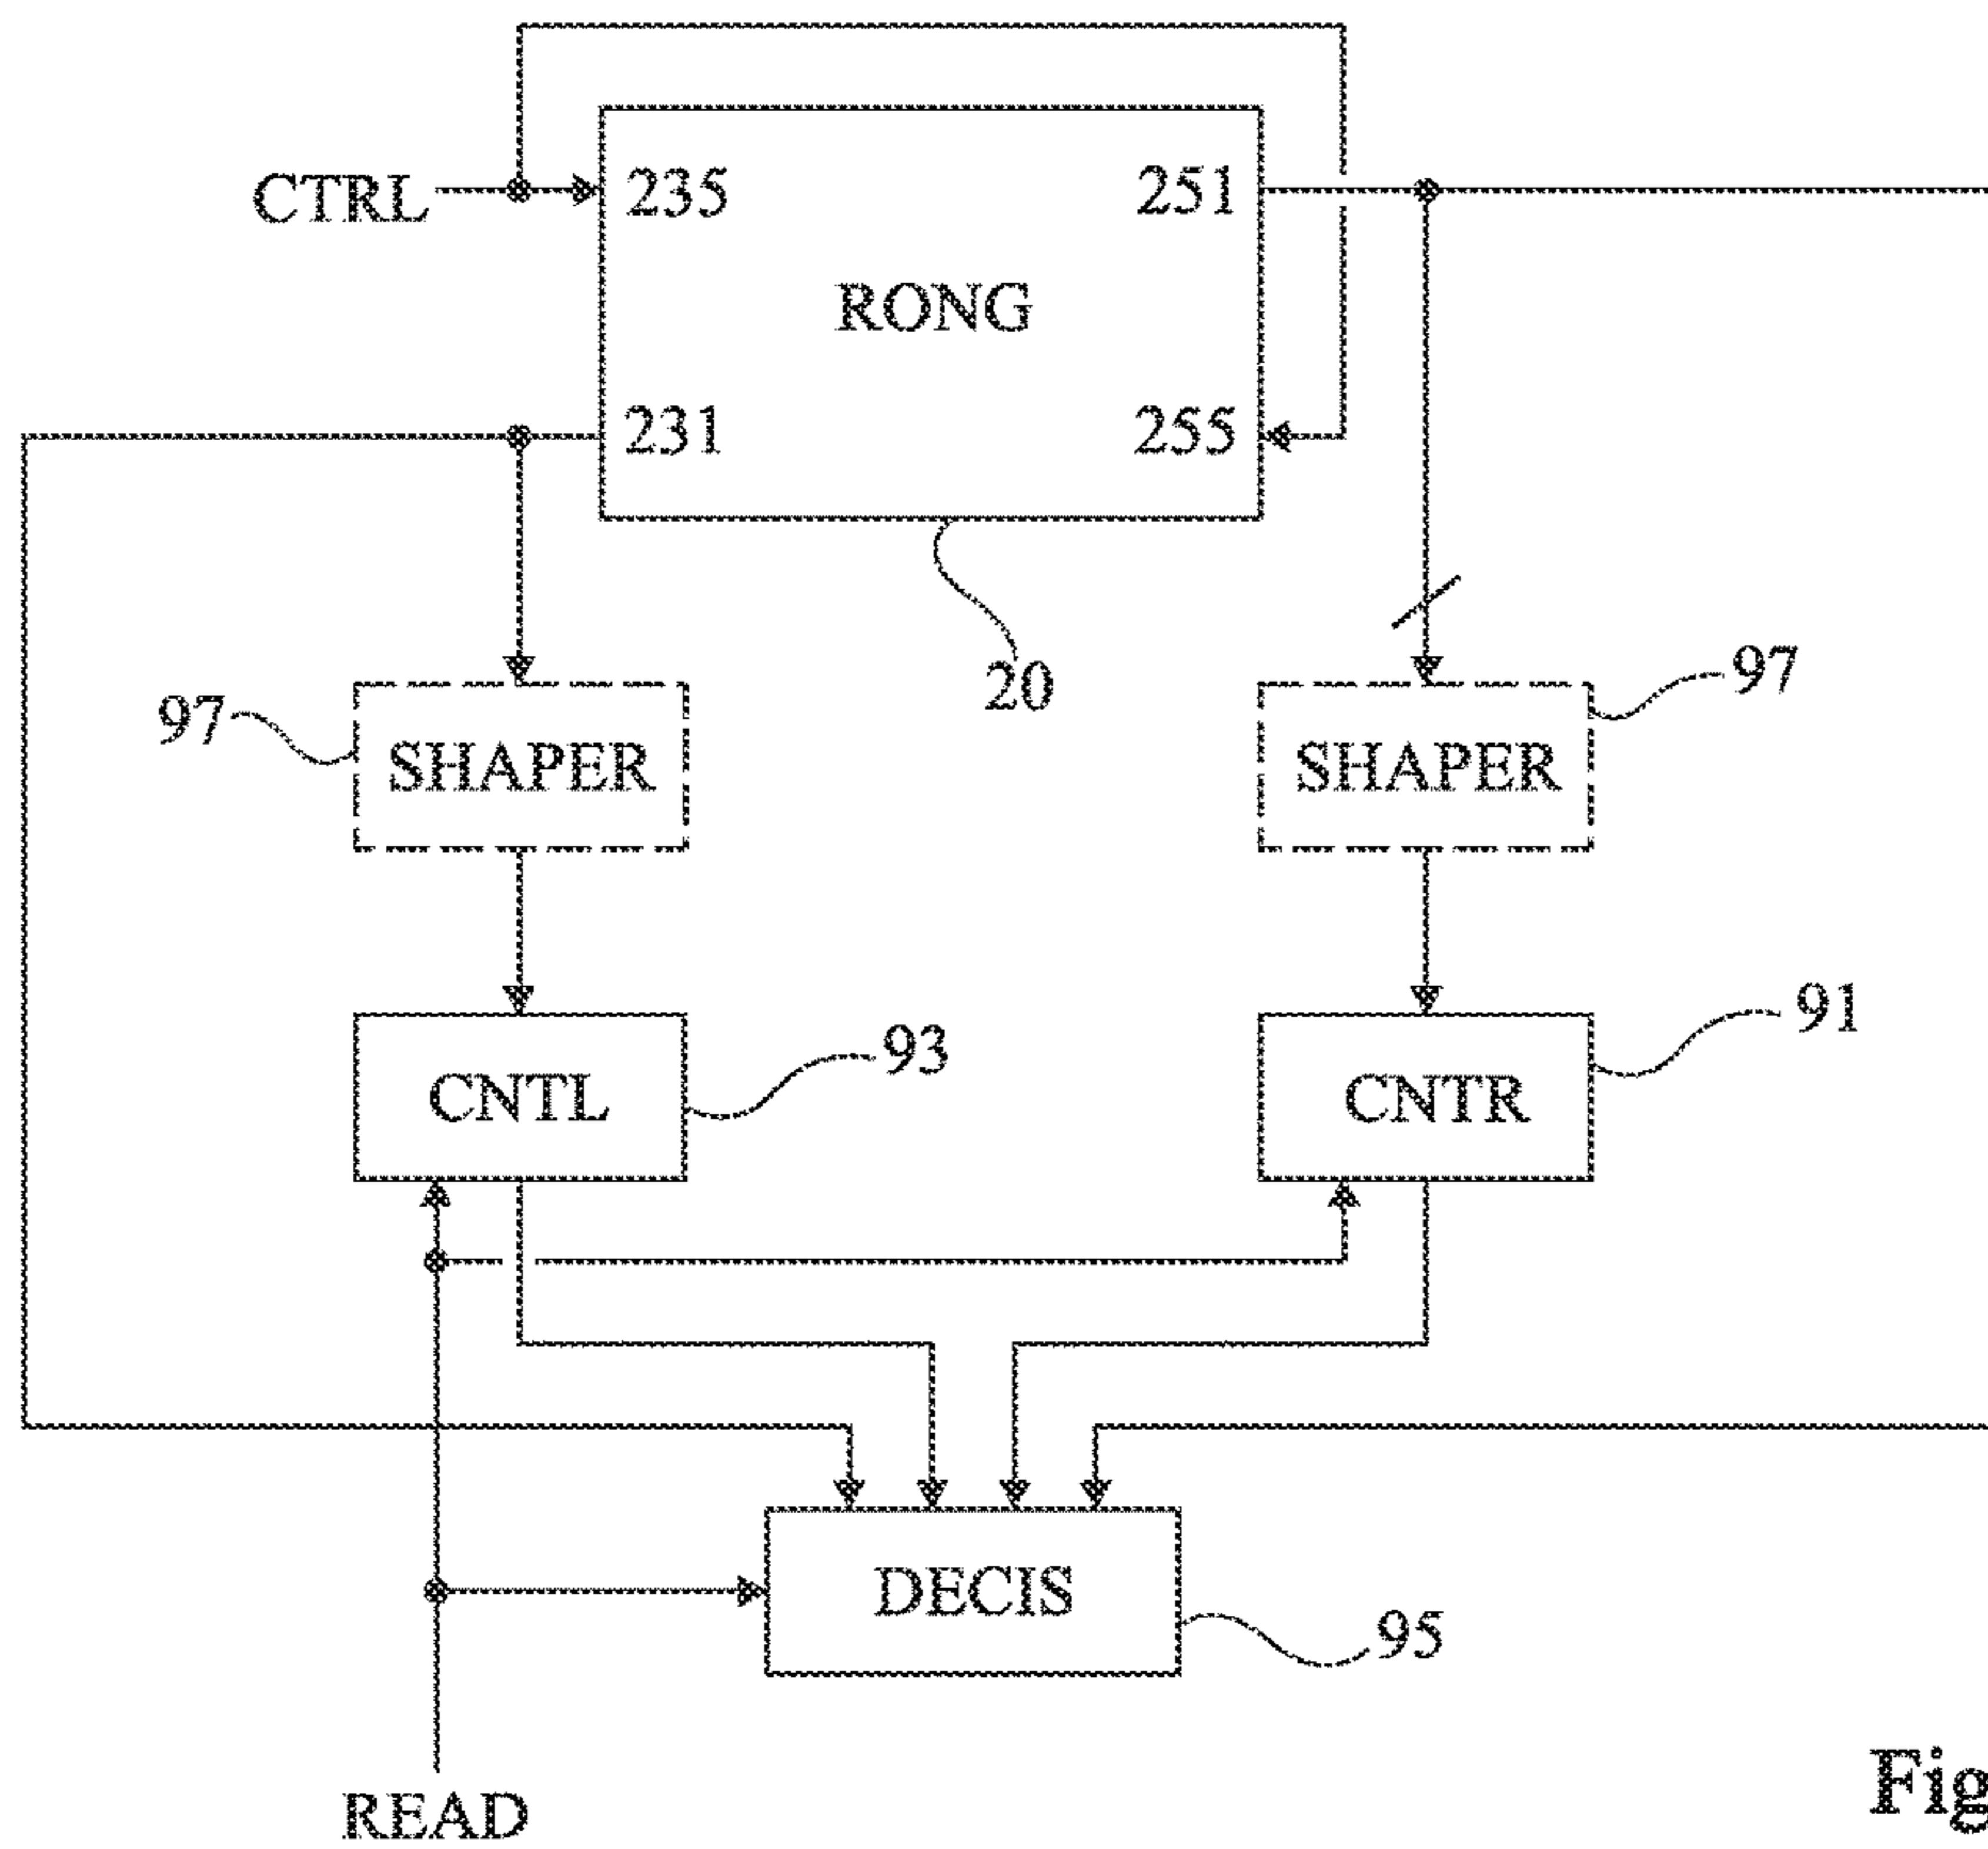 CTRL
235
251
RONG
231
255
20
97
97
SHAPER
SHAPER
93
91
CNTL
CNTR
DECIS
95
READ
Fig